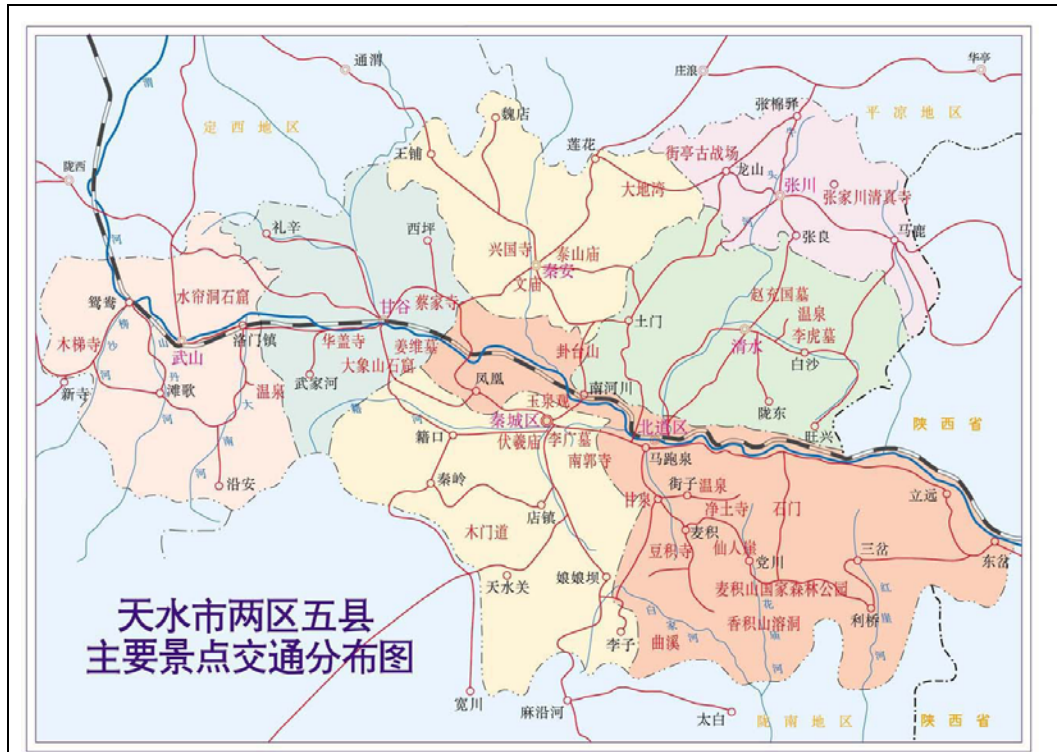 通渭
庄浪
华亭
渭
魏店
张棉驿
定西地区
平凉地区
王铺
莲花
街亭古战场
龙山
陇西
大地湾
张川
张家川清真寺
礼辛
西坪
兴国寺
泰山庙
张良
马鹿
河
秦安
文庙
水帘洞石窟
蔡家寺
赵充国墓
鸳鸯
甘谷
温泉
土门
李虎墓
清水
华盖寺
姜维墓
洛门镇
木梯寺
武山
大象山石窟
卦台山
白沙
武家河
新寺
滩歌
温泉
凤凰
南河川
玉泉观
陇东
秦城区
北道区
旺兴
陕西省
籍口
伏羲庙
李广墓
南郭寺
马跑泉
沿安
秦岭
街子
温泉
立远
甘泉
净土寺
石门
店镇
木门道
麦积
豆积寺
仙人崖
三岔
东岔
党川
天水关
娘娘坝
麦积山国家森林公园
天水市两区五县
香积山溶洞
利桥
主要景点交通分布图
李子
曲溪
宽川
麻沿河
太白
陇南地区
陕西省